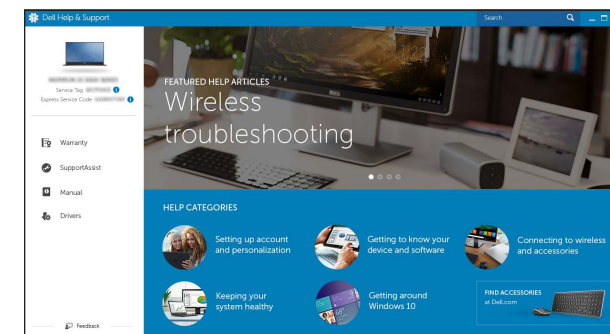 Dell Help & Support
Search
Service Tag
Express Service Code
Warranty
SupportAssist
Manual
Drivers
Feedback
FEATURED HELP ARTICLES
Wireless
troubleshooting
HELP CATEGORIES
Setting up account
and personalization
Getting to know your
device and software
Connecting to wireless
and accessories
Keeping your
system healthy
Getting around
Windows 10
FIND ACCESSORIES
at Dell.com